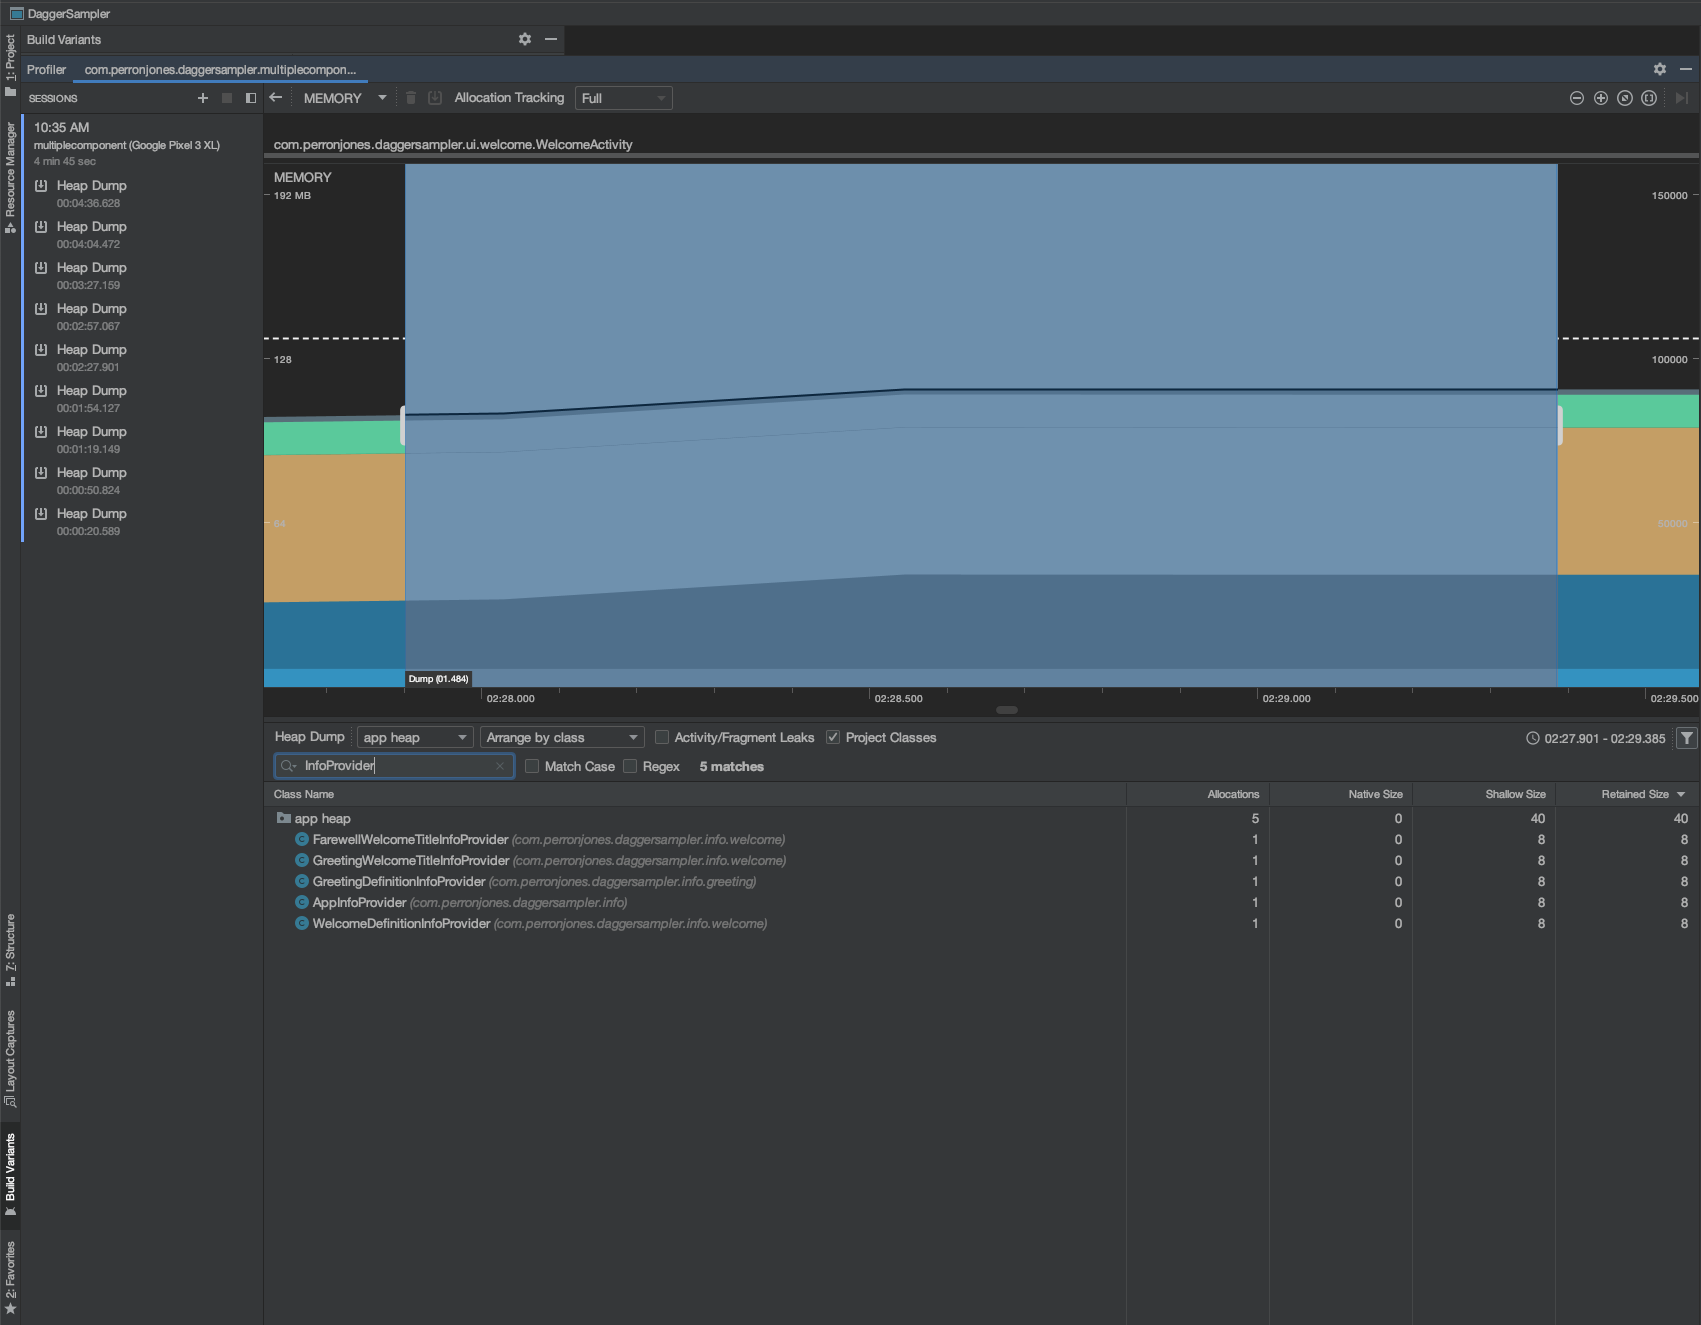 DaggerSampler
Build Variants
Profiler com.perronjones.daggersampler.multiplecompon...
SESSIONS
MEMORY Allocation Tracking Full
10:35 AM
multiplecomponent (Google Pixel 3 XL)
4 min 45 sec
Heap Dump
00:04:36.628
Heap Dump
00:04:04.472
Heap Dump
00:03:27.159
Heap Dump
00:02:57.067
Heap Dump
00:02:27.901
Heap Dump
00:01:54.127
Heap Dump
00:01:19.149
Heap Dump
00:00:50.824
Heap Dump
00:00:20.589
1: Project
Resource Manager
7: Structure
Layout Captures
Build Variants
2: Favorites
com.perronjones.daggersampler.ui.welcome.WelcomeActivity
MEMORY
192 MB 150000
128 100000
64 50000
Dump (01.484)
02:28.000 02:28.500 02:29.000 02:29.500
Heap Dump app heap Arrange by class Activity/Fragment Leaks Project Classes 02:27.901 - 02:29.385
InfoProvider Match Case Regex 5 matches
Class Name Allocations Native Size Shallow Size Retained Size
app heap 5 0 40 40
FarewellWelcomeTitleInfoProvider (com.perronjones.daggersampler.info.welcome) 1 0 8 8
GreetingWelcomeTitleInfoProvider (com.perronjones.daggersampler.info.welcome) 1 0 8 8
GreetingDefinitionInfoProvider (com.perronjones.daggersampler.info.greeting) 1 0 8 8
AppInfoProvider (com.perronjones.daggersampler.info) 1 0 8 8
WelcomeDefinitionInfoProvider (com.perronjones.daggersampler.info.welcome) 1 0 8 8